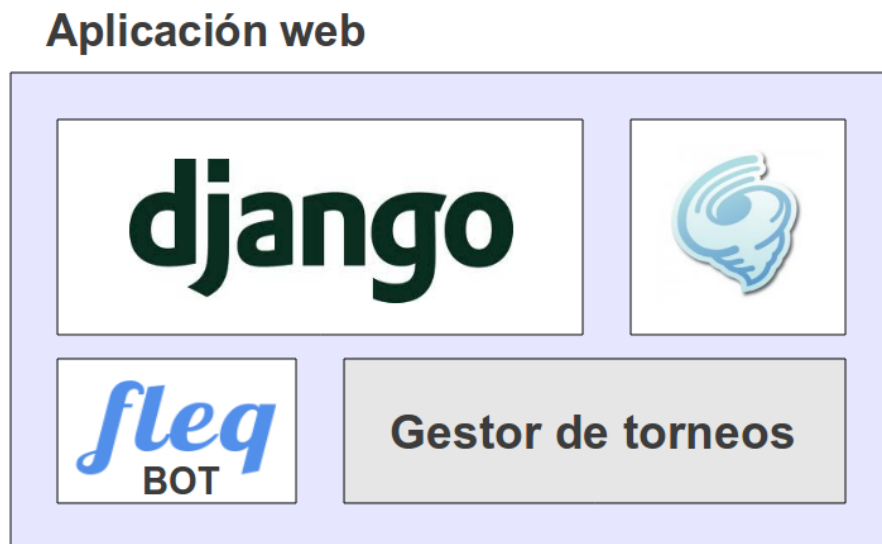 Aplicación web
django
fleq
BOT
Gestor de torneos